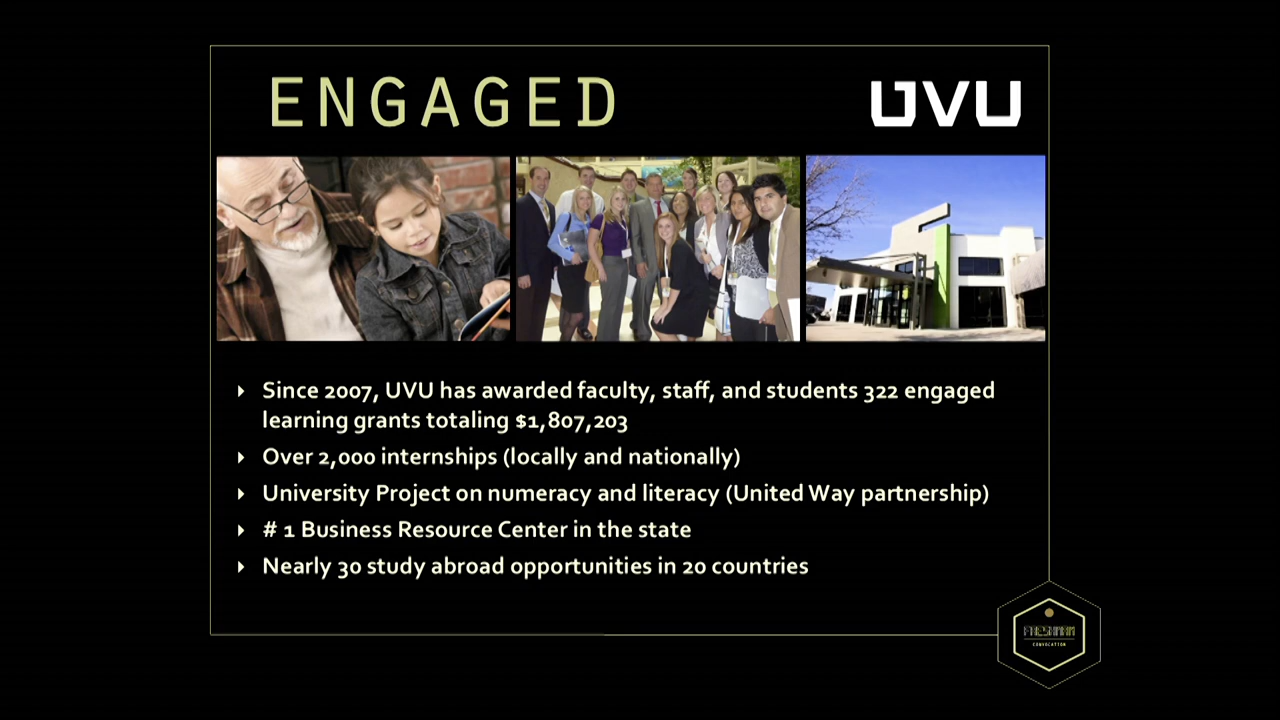 ENGAGED
UVU
Since 2007, UVU has awarded faculty, staff, and students 322 engaged
learning grants totaling $1,807,203
Over 2,000 internships (locally and nationally)
University Project on numeracy and literacy (United Way partnership)
# 1 Business Resource Center in the state
Nearly 30 study abroad opportunities in 20 countries
FRESHMAN
CONVOCATION